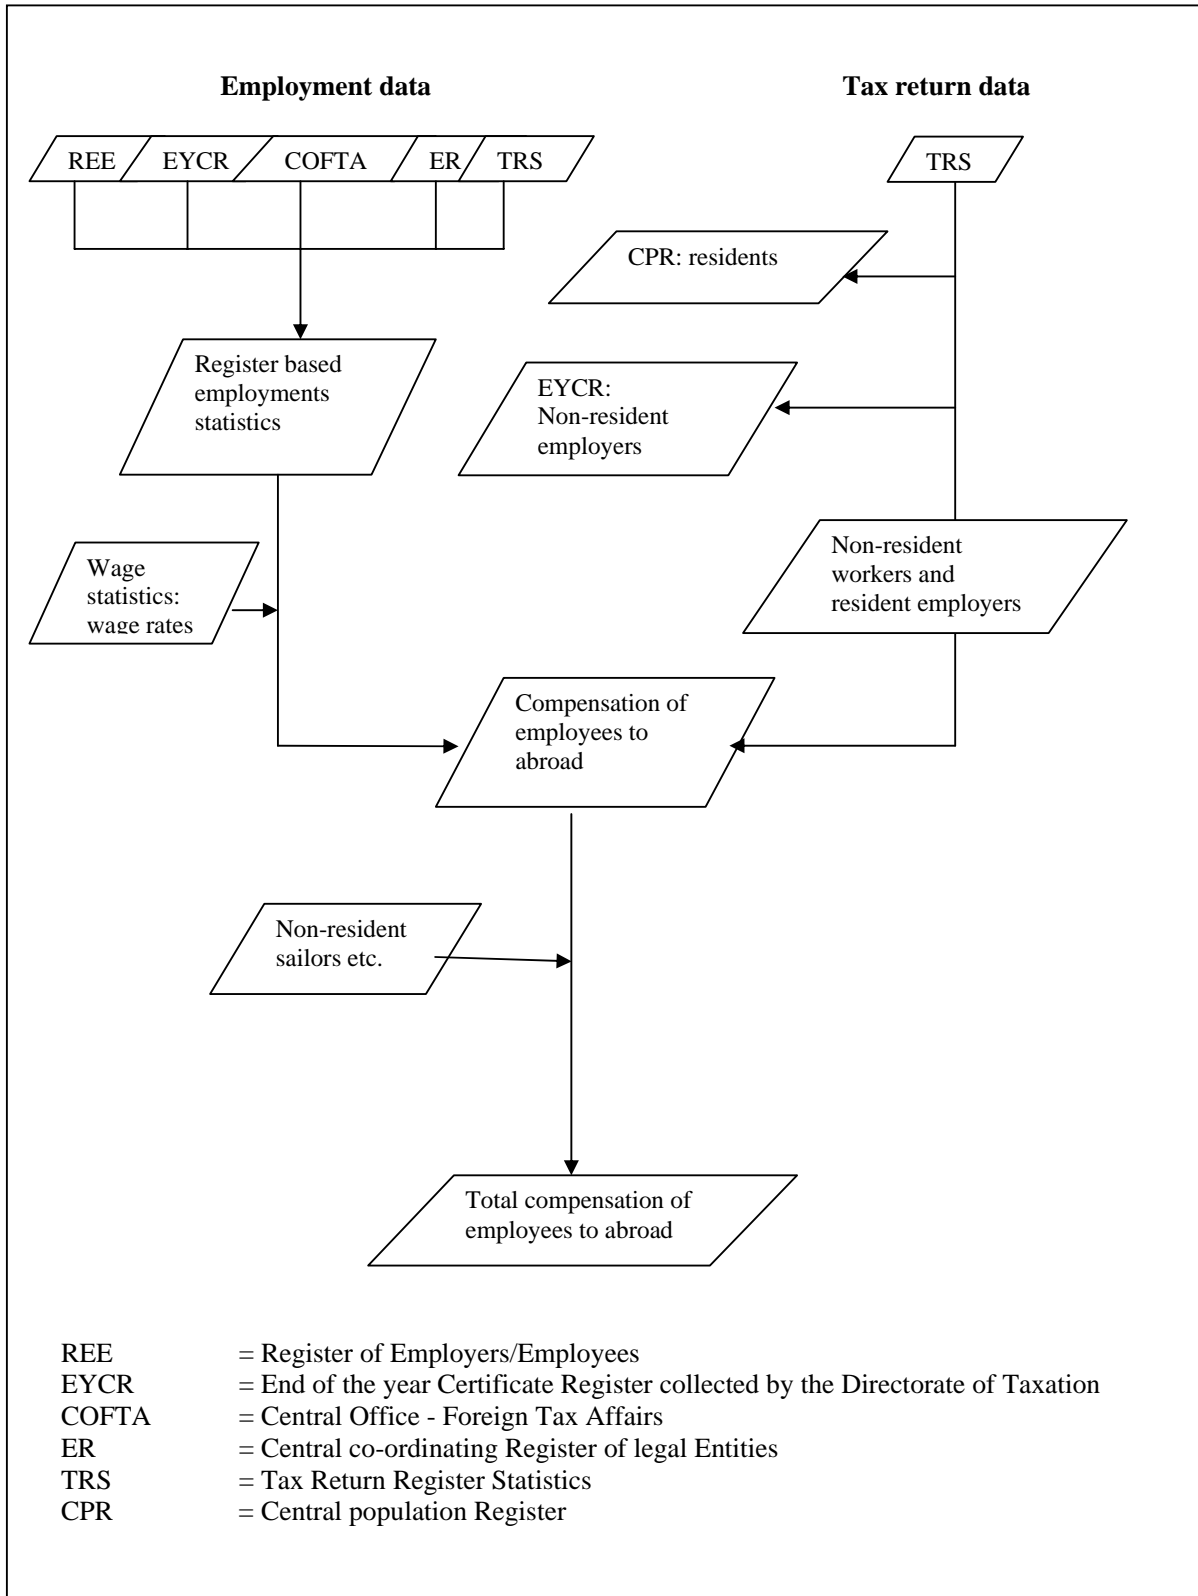 Employment data
Tax return data
REE
EYCR
COFTA
ER
TRS
TRS
CPR: residents
Register based
employments
statistics
EYCR:
Non-resident
employers
Wage
statistics:
wage rates
Non-resident
workers and
resident employers
Compensation of
employees to
abroad
Non-resident
sailors etc.
Total compensation of
employees to abroad
REE = Register of Employers/Employees
EYCR = End of the year Certificate Register collected by the Directorate of Taxation
COFTA = Central Office - Foreign Tax Affairs
ER = Central co-ordinating Register of legal Entities
TRS = Tax Return Register Statistics
CPR = Central population Register